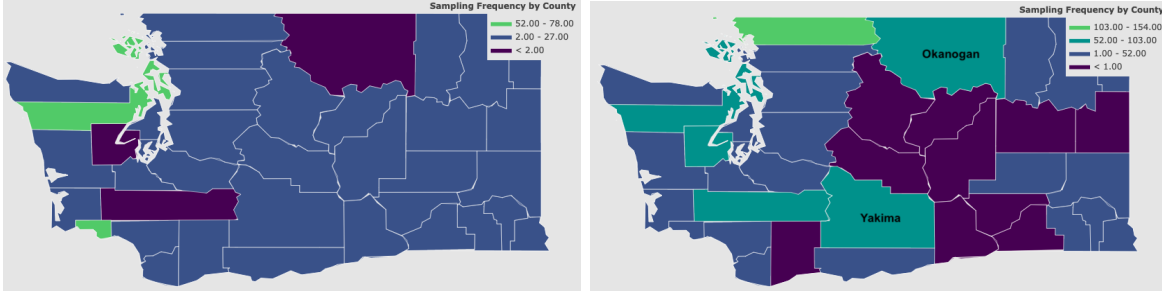 Sampling Frequency by County
52.00 - 78.00
2.00 - 27.00
< 2.00
Sampling Frequency by County
103.00 - 154.00
52.00 - 103.00
1.00 - 52.00
< 1.00
Okanogan
Yakima